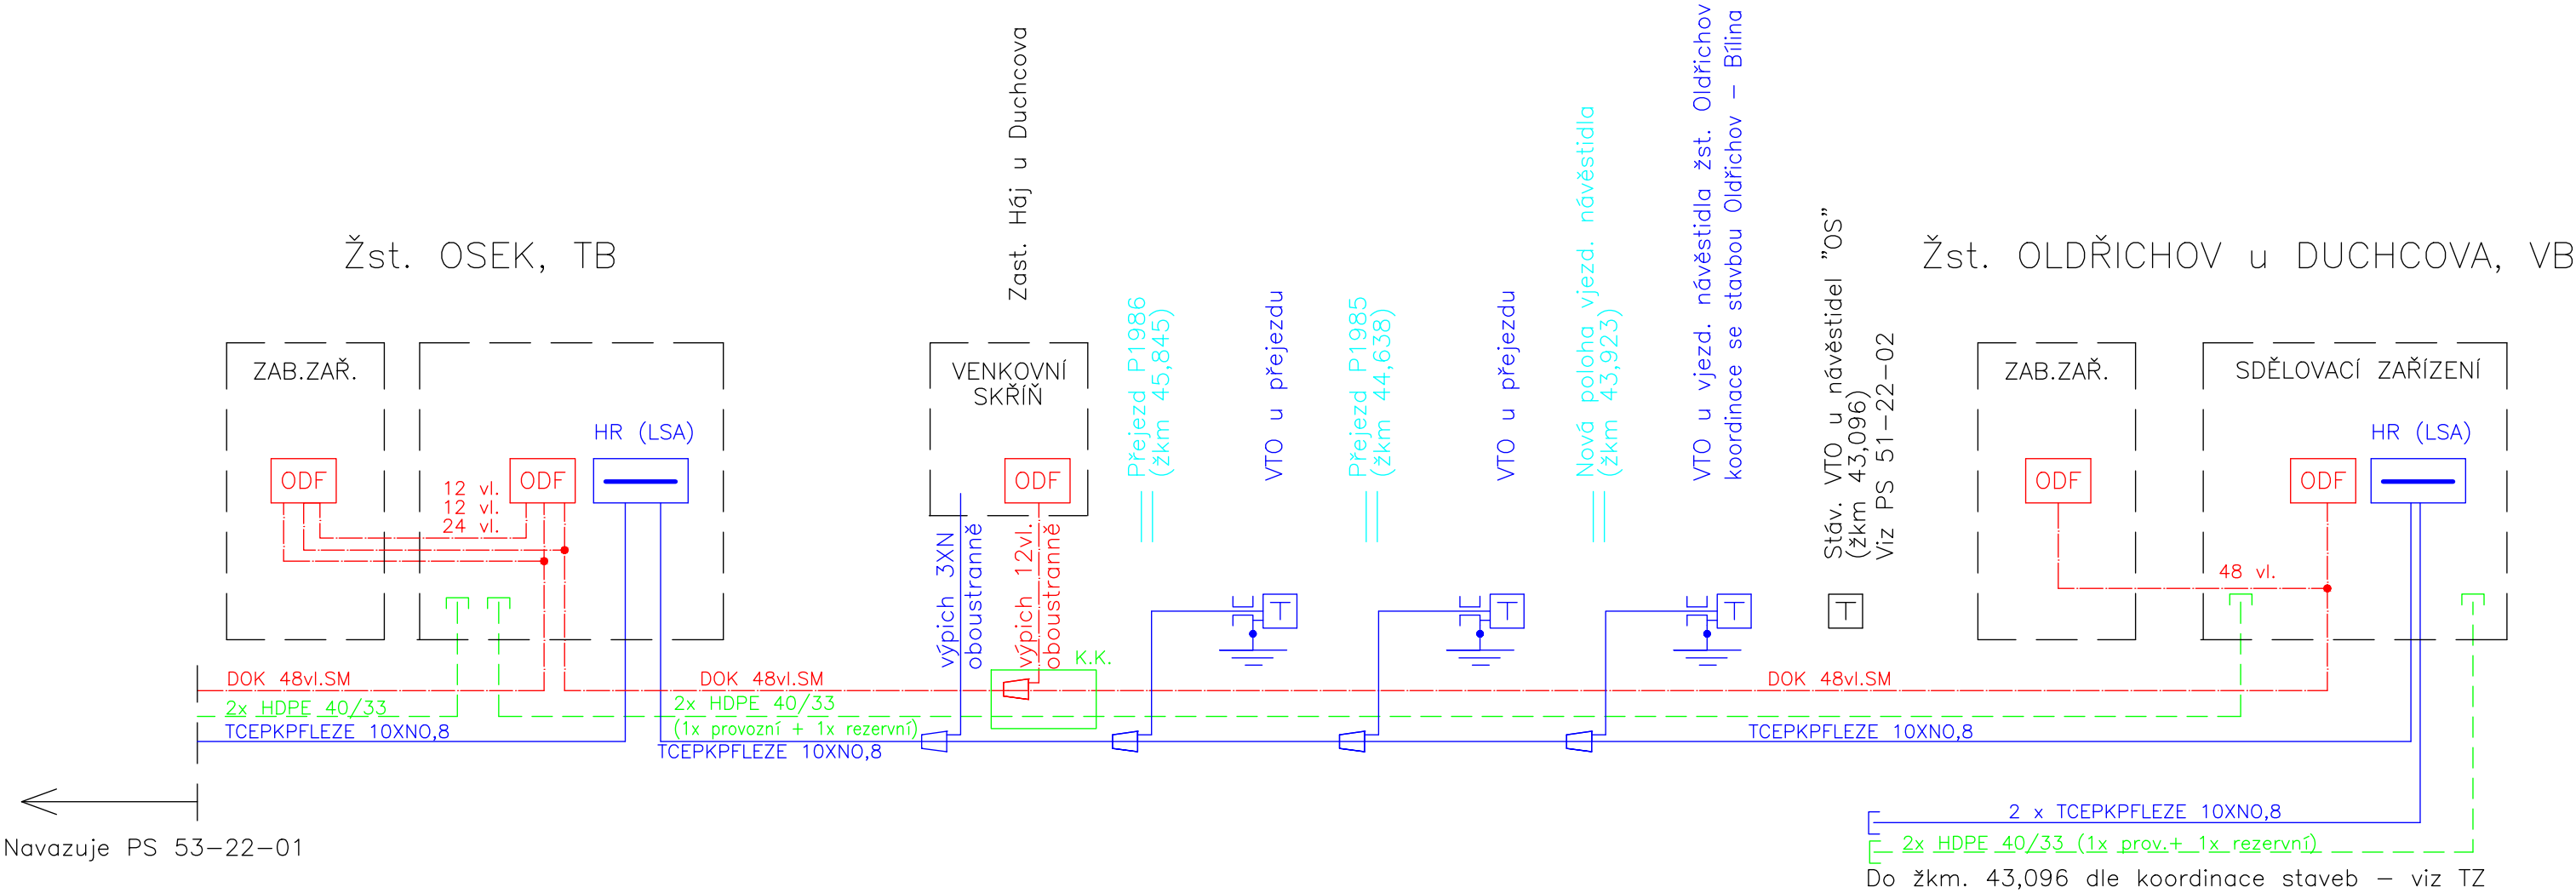 Žst. OSEK, TB
Zast. Háj u Duchcova
Přejezd P1986
(žkm 45,845)
VTO u přejezdu
Přejezd P1985
(žkm 44,638)
VTO u přejezdu
Nová poloha vjezd. návěstidla
(žkm 43,923)
VTO u vjezd. návěstidla žst. Oldřichov
koordinace se stavbou Oldřichov – Bílina
Stáv. VTO u návěstidel "OS"
(žkm 43,096)
Viz PS 51-22-02
Žst. OLDŘICHOV u DUCHCOVA, VB
ZAB.ZAŘ.
VENKOVNÍ
SKŘÍŇ
ZAB.ZAŘ.
SDĚLOVACÍ ZAŘÍZENÍ
HR (LSA)
HR (LSA)
ODF
ODF
ODF
ODF
ODF
12 vl.
12 vl.
24 vl.
výpich 3XN
oboustranně
výpich 12vl.
oboustranně
48 vl.
T
T
T
T
K.K.
DOK 48vl.SM
DOK 48vl.SM
DOK 48vl.SM
2x HDPE 40/33
2x HDPE 40/33
(1x provozní + 1x rezervní)
TCEPKPFLEZE 10XN0,8
TCEPKPFLEZE 10XN0,8
TCEPKPFLEZE 10XN0,8
2 x TCEPKPFLEZE 10XN0,8
2x HDPE 40/33 (1x prov.+ 1x rezervní)
Do žkm. 43,096 dle koordinace staveb – viz TZ
Navazuje PS 53-22-01